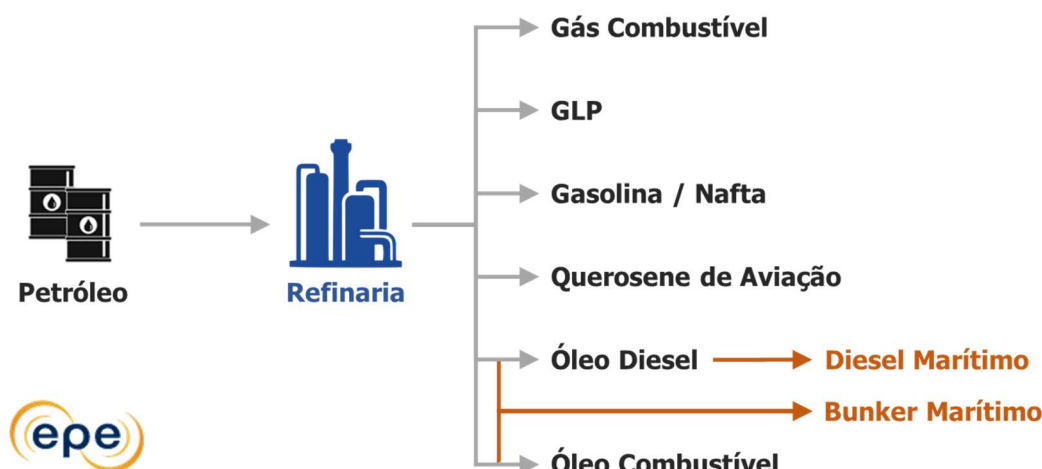 Gás Combustível
GLP
Gasolina / Nafta
Petróleo
Refinaria
Querosene de Aviação
Óleo Diesel
Diesel Marítimo
Bunker Marítimo
epe
Óleo Combustível